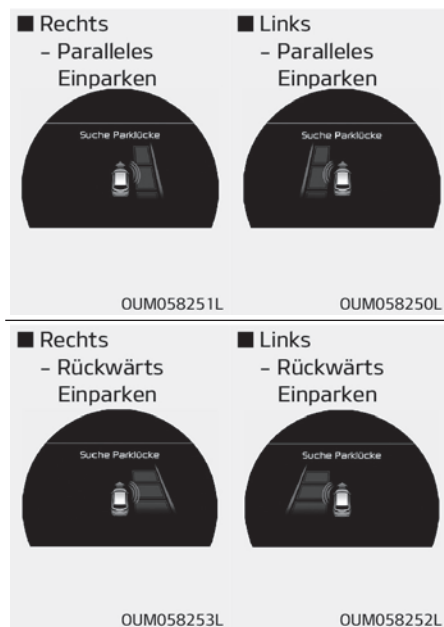 ■ Rechts
– Paralleles
Einparken
Suche Parklücke
OUM058251L
■ Links
– Paralleles
Einparken
Suche Parklücke
OUM058250L
■ Rechts
– Rückwärts
Einparken
Suche Parklücke
OUM058253L
■ Links
– Rückwärts
Einparken
Suche Parklücke
OUM058252L